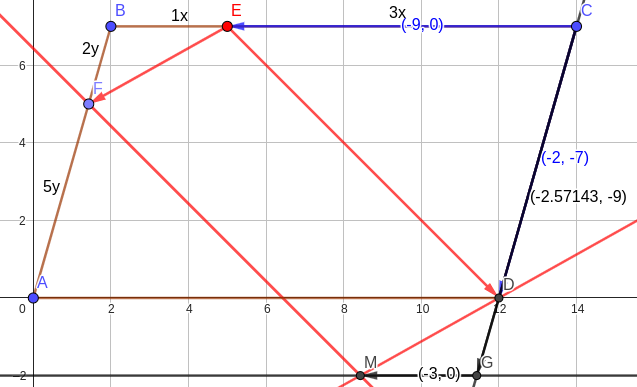 B 1x E 3x C
(-9, 0)
2y
6
F
4
(-2, -7)
5y
(-2.57143, -9)
2
A
D
0 2 4 6 8 10 12 14
M G
(-3, 0)
-2